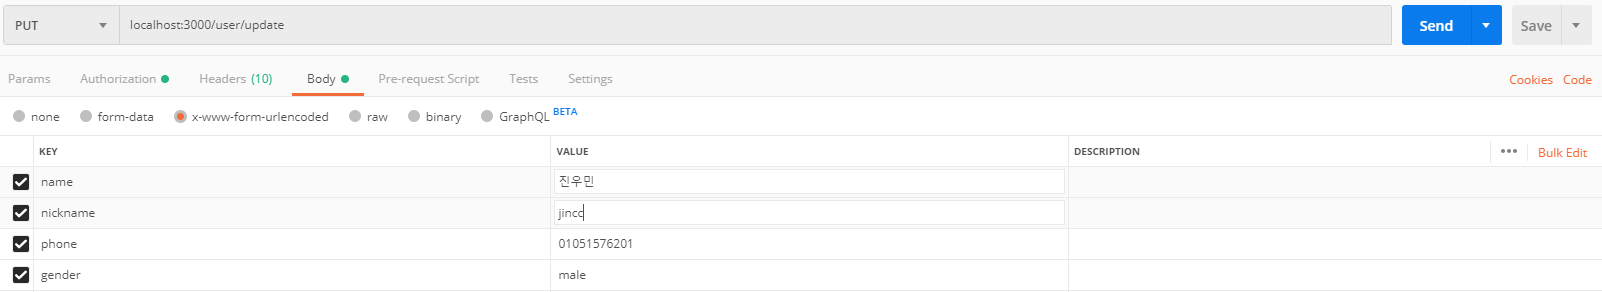 PUT localhost:3000/user/update Send Save
Params Authorization Headers (10) Body Pre-request Script Tests Settings Cookies Code
none form-data x-www-form-urlencoded raw binary GraphQL BETA
KEY VALUE DESCRIPTION ••• Bulk Edit
name 진우민
nickname jincc
phone 01051576201
gender male